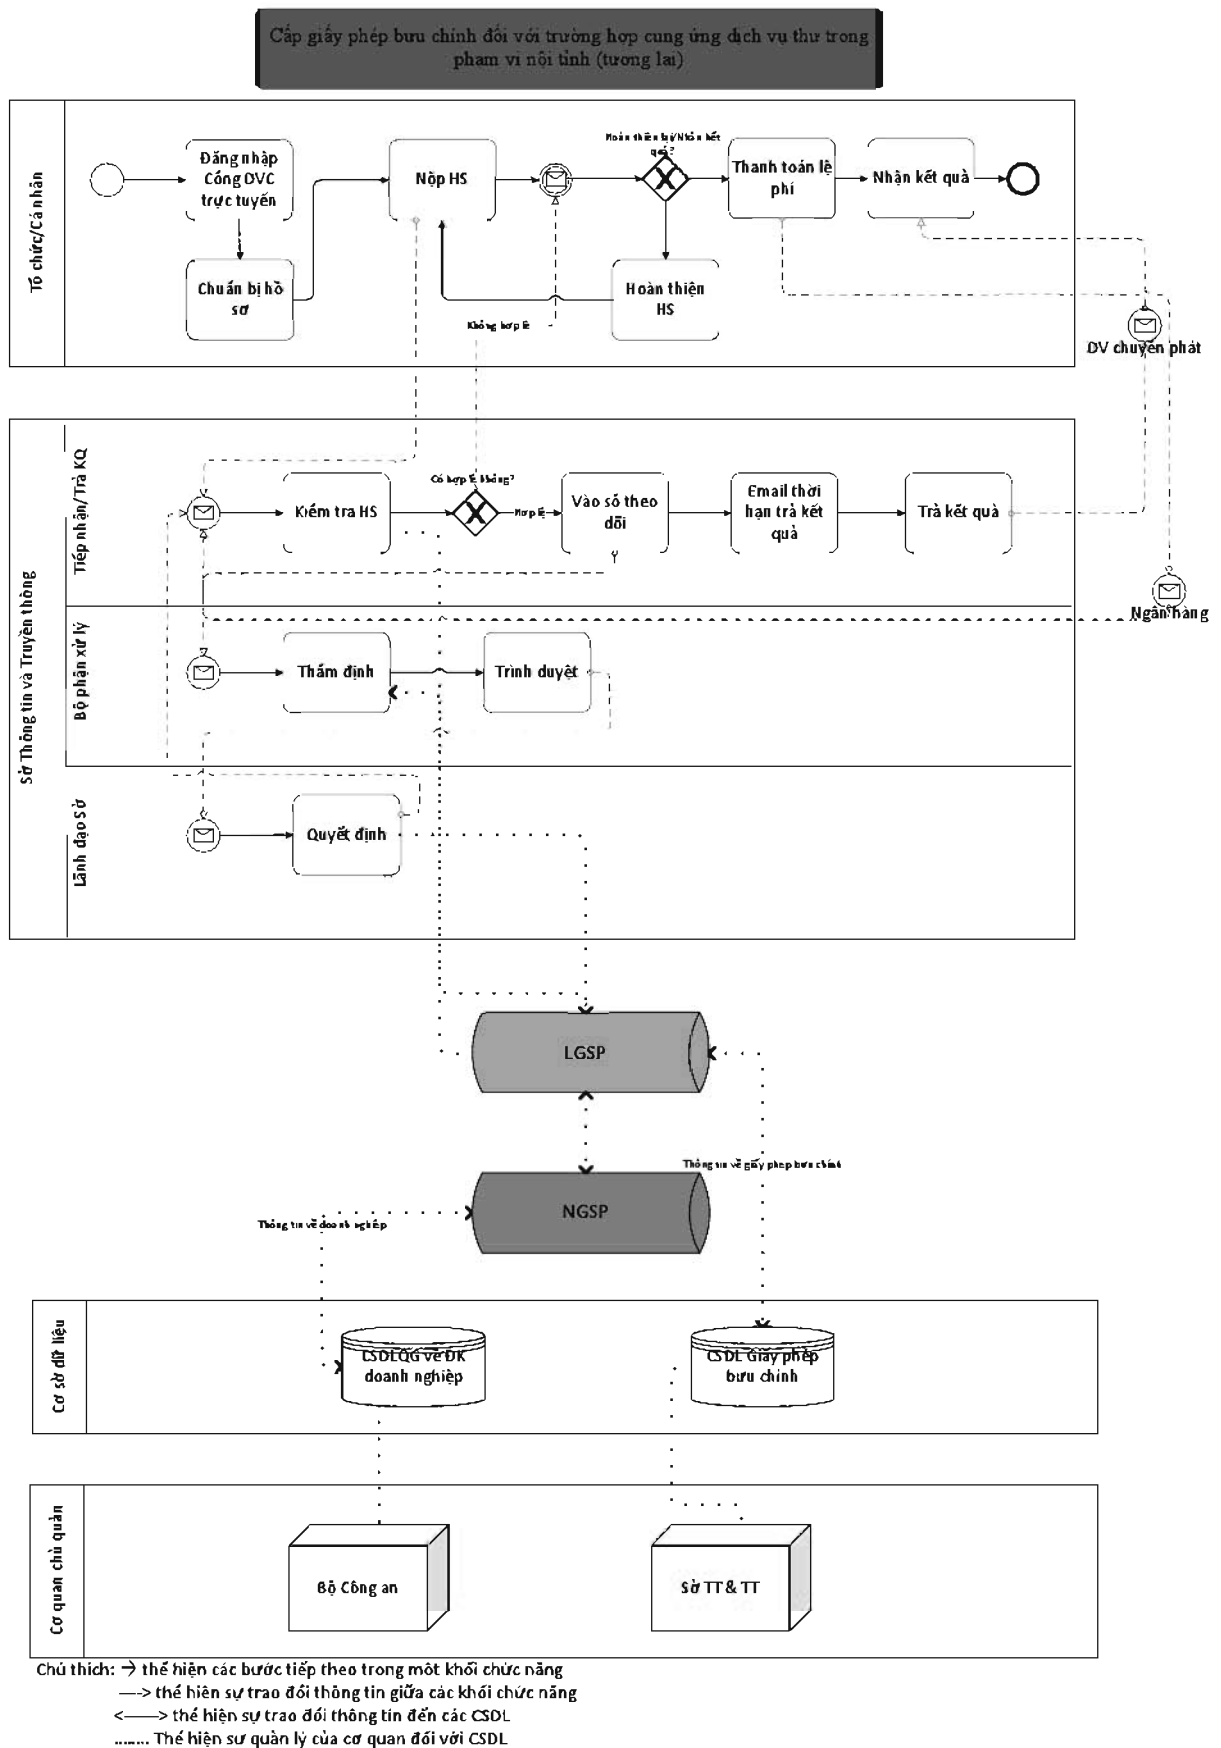 Cấp giấy phép bưu chính đối với trường hợp cung ứng dịch vụ thư trong
phạm vi nội tỉnh (tương lai)
Tổ chức/Cá nhân
Đăng nhập
Cổng DVC
trực tuyến
Chuẩn bị hồ
sơ
Nộp HS
Hoàn thiện lại/Nhận kết
quả?
Hoàn thiện
HS
Thanh toán lệ
phí
Nhận kết quả
Không hợp lệ
DV chuyển phát
Sở Thông tin và Truyền thông
Tiếp nhận/Trả KQ
Kiểm tra HS
Có hợp lệ không?
Hợp lệ
Vào sổ theo
dõi
Email thời
hạn trả kết
quả
Trả kết quả
Ngân hàng
Bộ phận xử lý
Thẩm định
Trình duyệt
Lãnh đạo Sở
Quyết định
LGSP
Thông tin về giấy phép bưu chính
NGSP
Thông tin về doanh nghiệp
Cơ sở dữ liệu
CSDLQG về ĐK
doanh nghiệp
CSDL Giấy phép
bưu chính
Cơ quan chủ quản
Bộ Công an
Sở TT & TT
Chú thích: → thể hiện các bước tiếp theo trong một khối chức năng
----> thể hiện sự trao đổi thông tin giữa các khối chức năng
<------> thể hiện sự trao đổi thông tin đến các CSDL
........ Thể hiện sự quản lý của cơ quan đối với CSDL